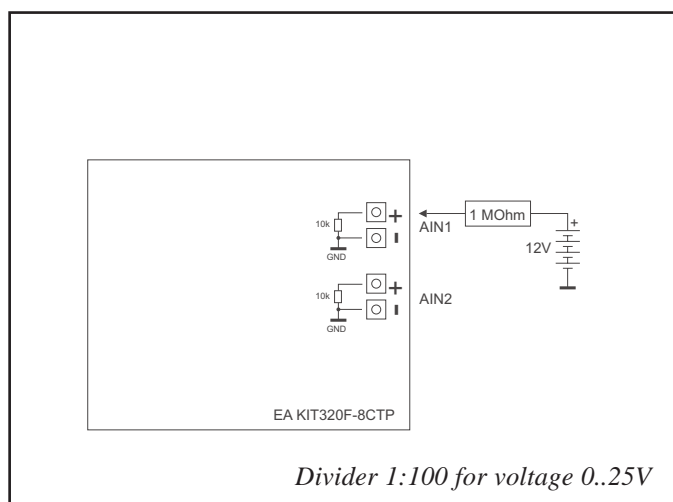 +
10k
AIN1
1 MOhm
+
-
12V
GND
+
10k
AIN2
-
GND
EA KIT320F-8CTP
Divider 1:100 for voltage 0..25V